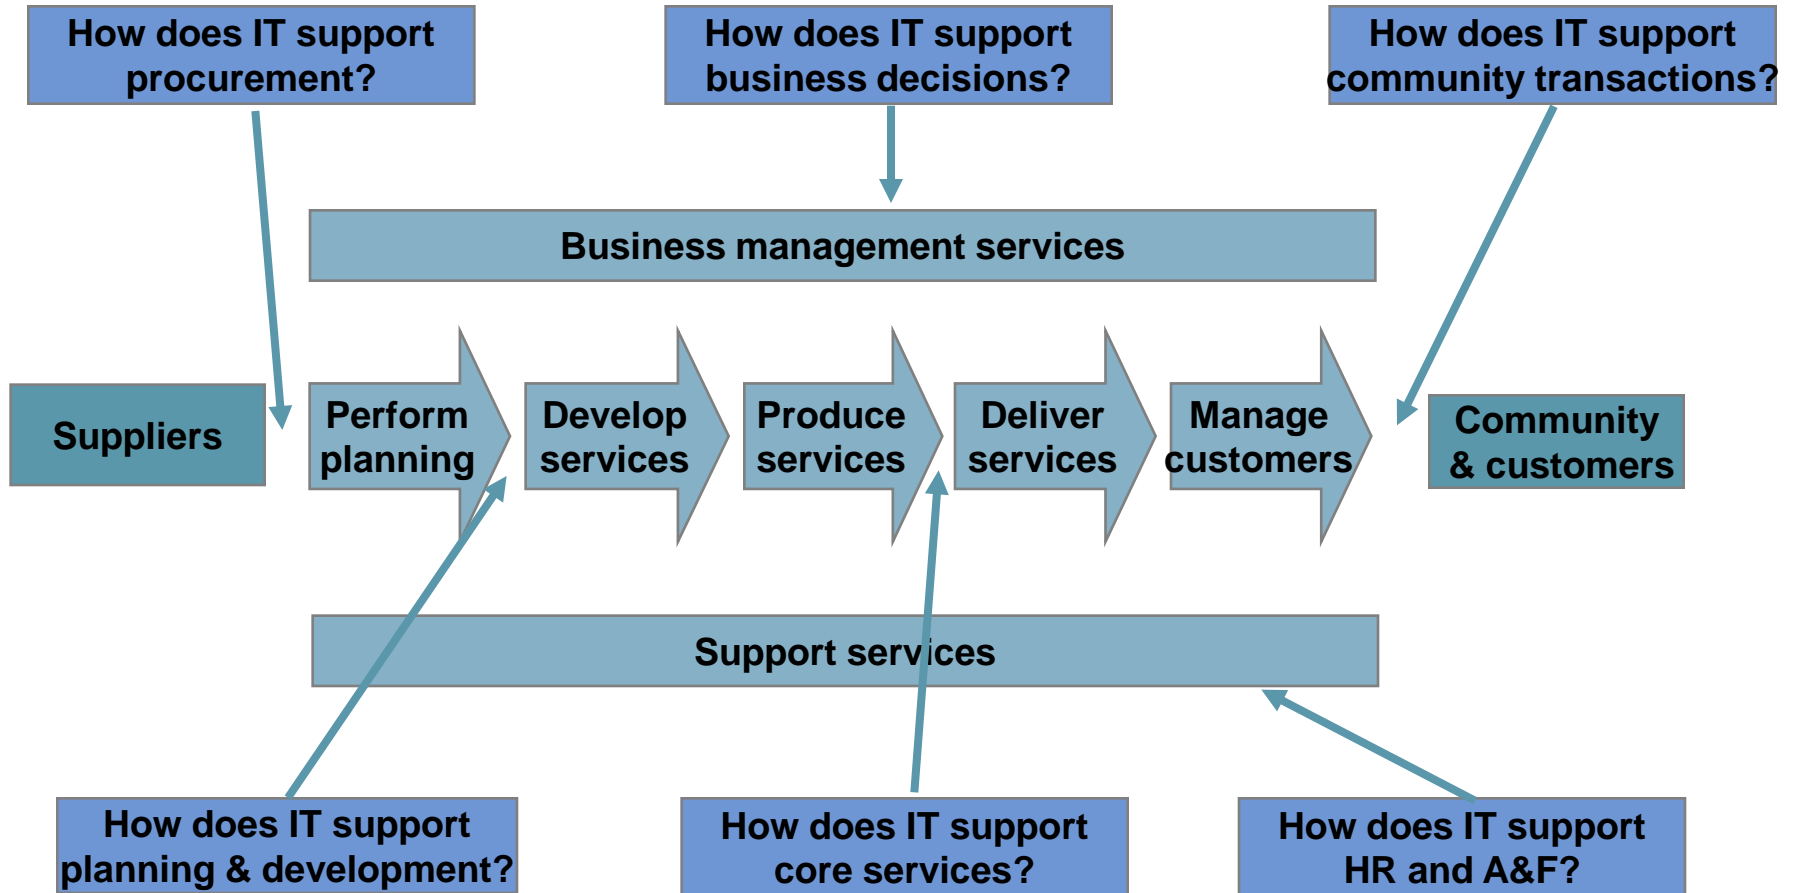 How does IT support
procurement?
How does IT support
business decisions?
How does IT support
community transactions?
Business management services
Suppliers
Perform
planning
Develop
services
Produce
services
Deliver
services
Manage
customers
Community
& customers
Support services
How does IT support
planning & development?
How does IT support
core services?
How does IT support
HR and A&F?